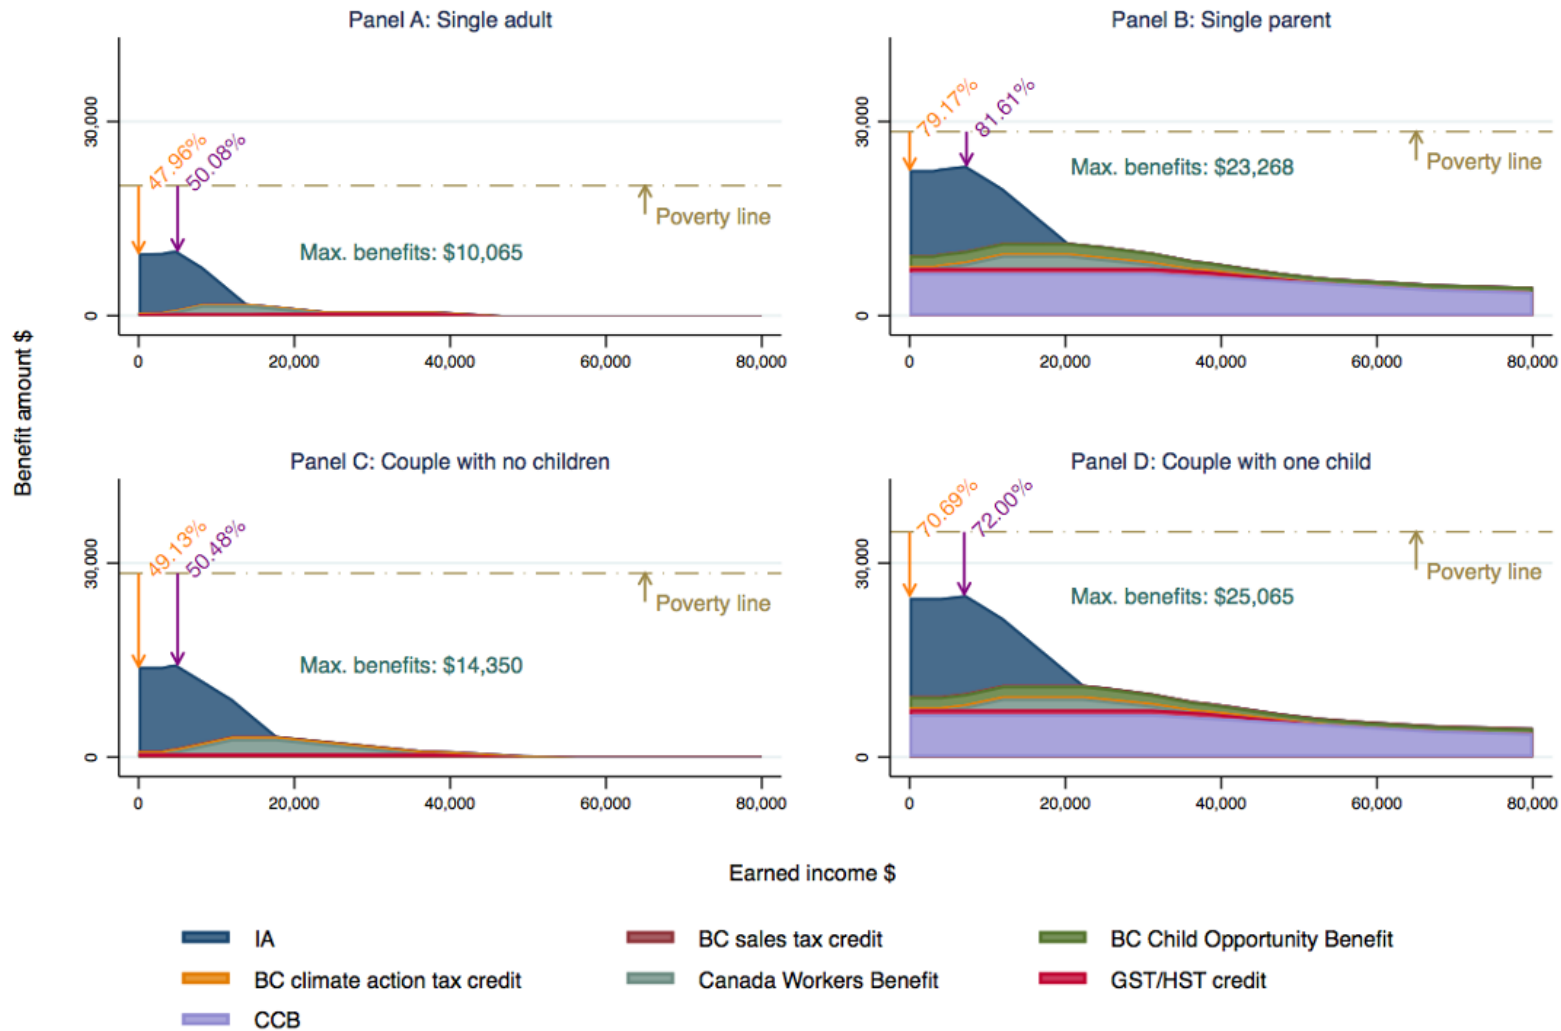 Panel A: Single adult
Panel B: Single parent
47.96%
50.08%
Poverty line
Max. benefits: $10,065
30,000
0
0
20,000
40,000
60,000
80,000
79.17%
81.61%
Poverty line
Max. benefits: $23,268
30,000
0
0
20,000
40,000
60,000
80,000
Benefit amount $
Panel C: Couple with no children
Panel D: Couple with one child
49.13%
50.48%
Poverty line
Max. benefits: $14,350
30,000
0
0
20,000
40,000
60,000
80,000
70.69%
72.00%
Poverty line
Max. benefits: $25,065
30,000
0
0
20,000
40,000
60,000
80,000
Earned income $
IA
BC sales tax credit
BC Child Opportunity Benefit
BC climate action tax credit
Canada Workers Benefit
GST/HST credit
CCB